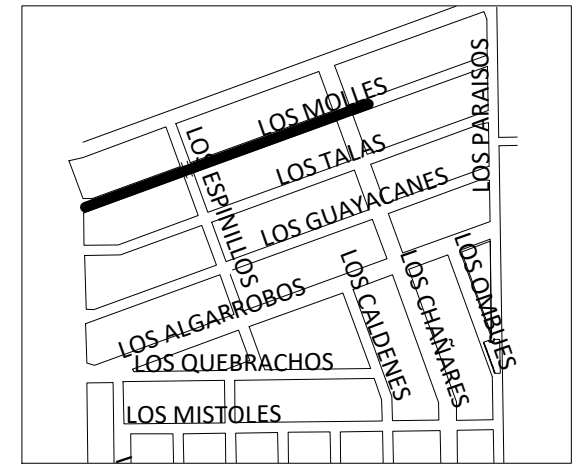 LOS MOLLES
LOS PARAISOS
LOS ESPINILLOS
LOS TALAS
LOS GUAYACANES
LOS ALGARROBOS
LOS CALDENES
LOS CHAÑARES
LOS OMBUES
LOS QUEBRACHOS
LOS MISTOLES